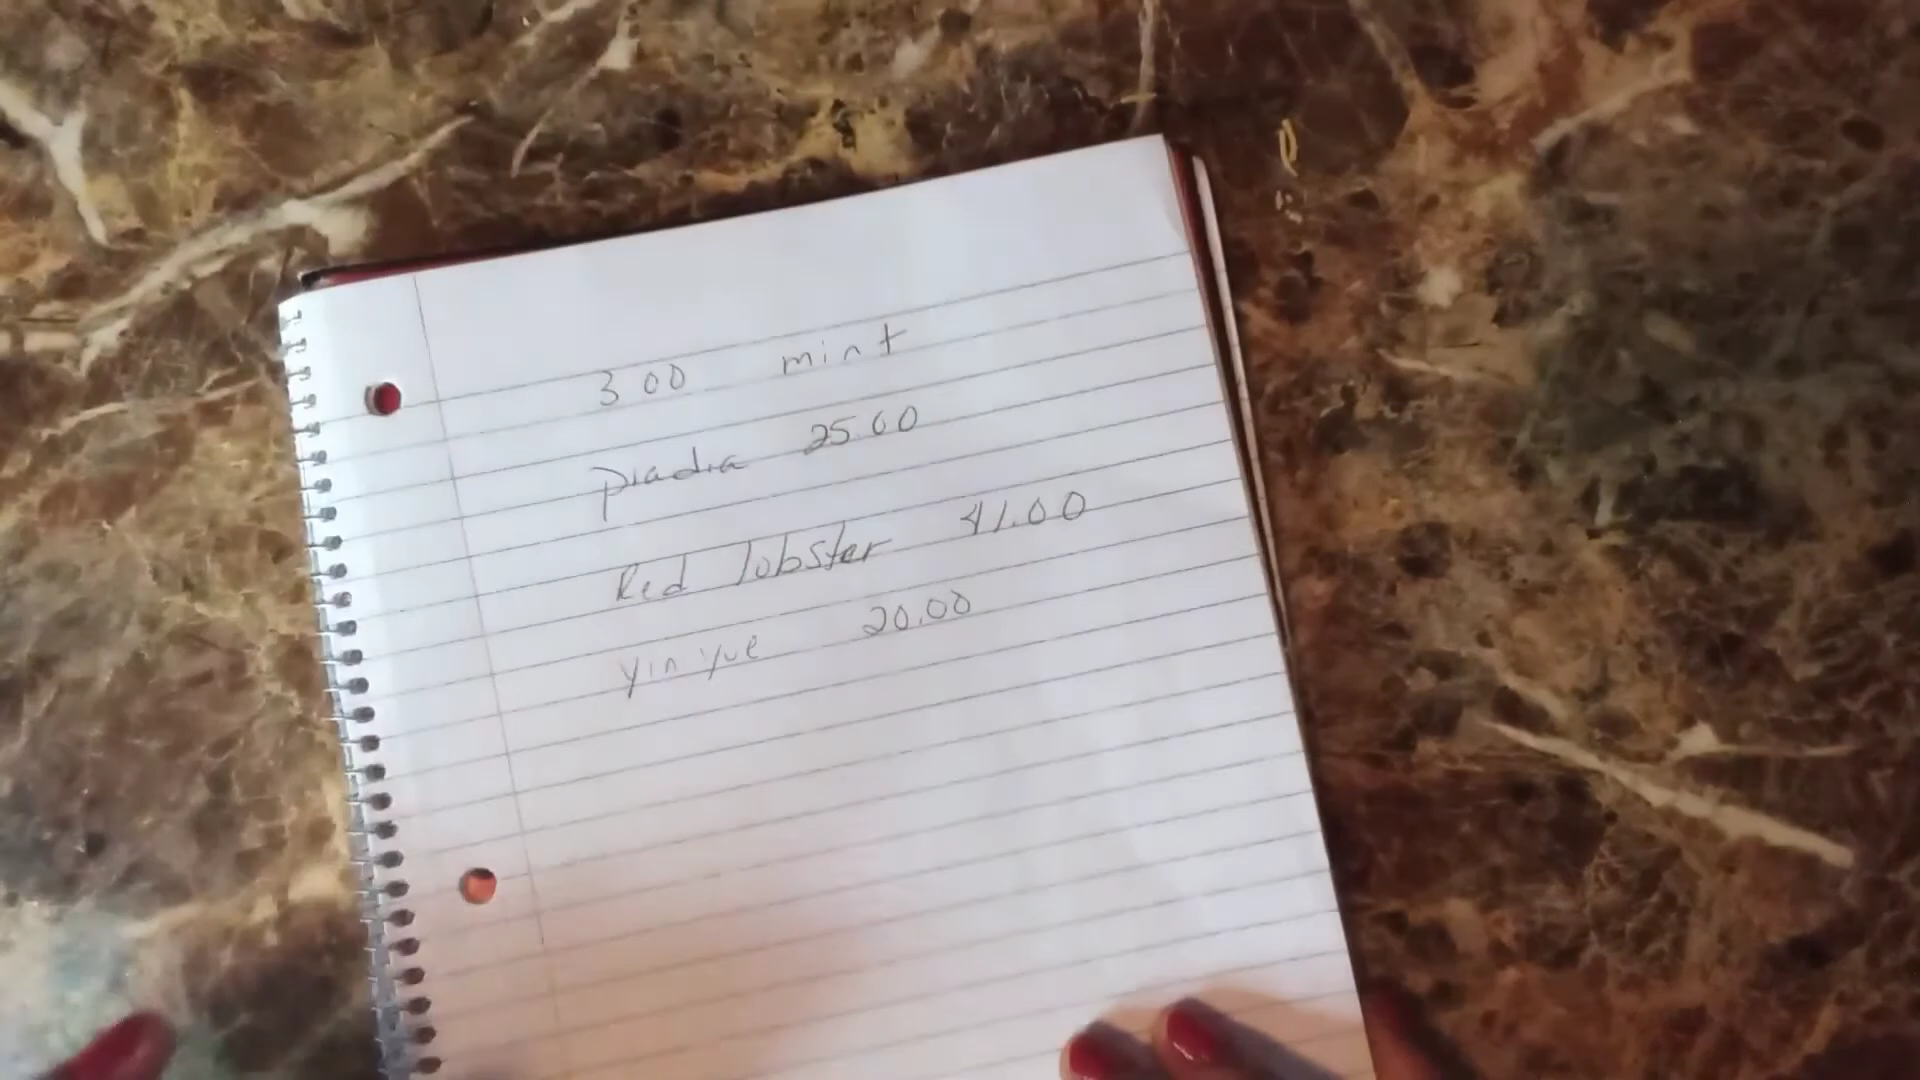 3 00 mint
piadia 25.00
Red lobster 41.00
yin yue 20.00